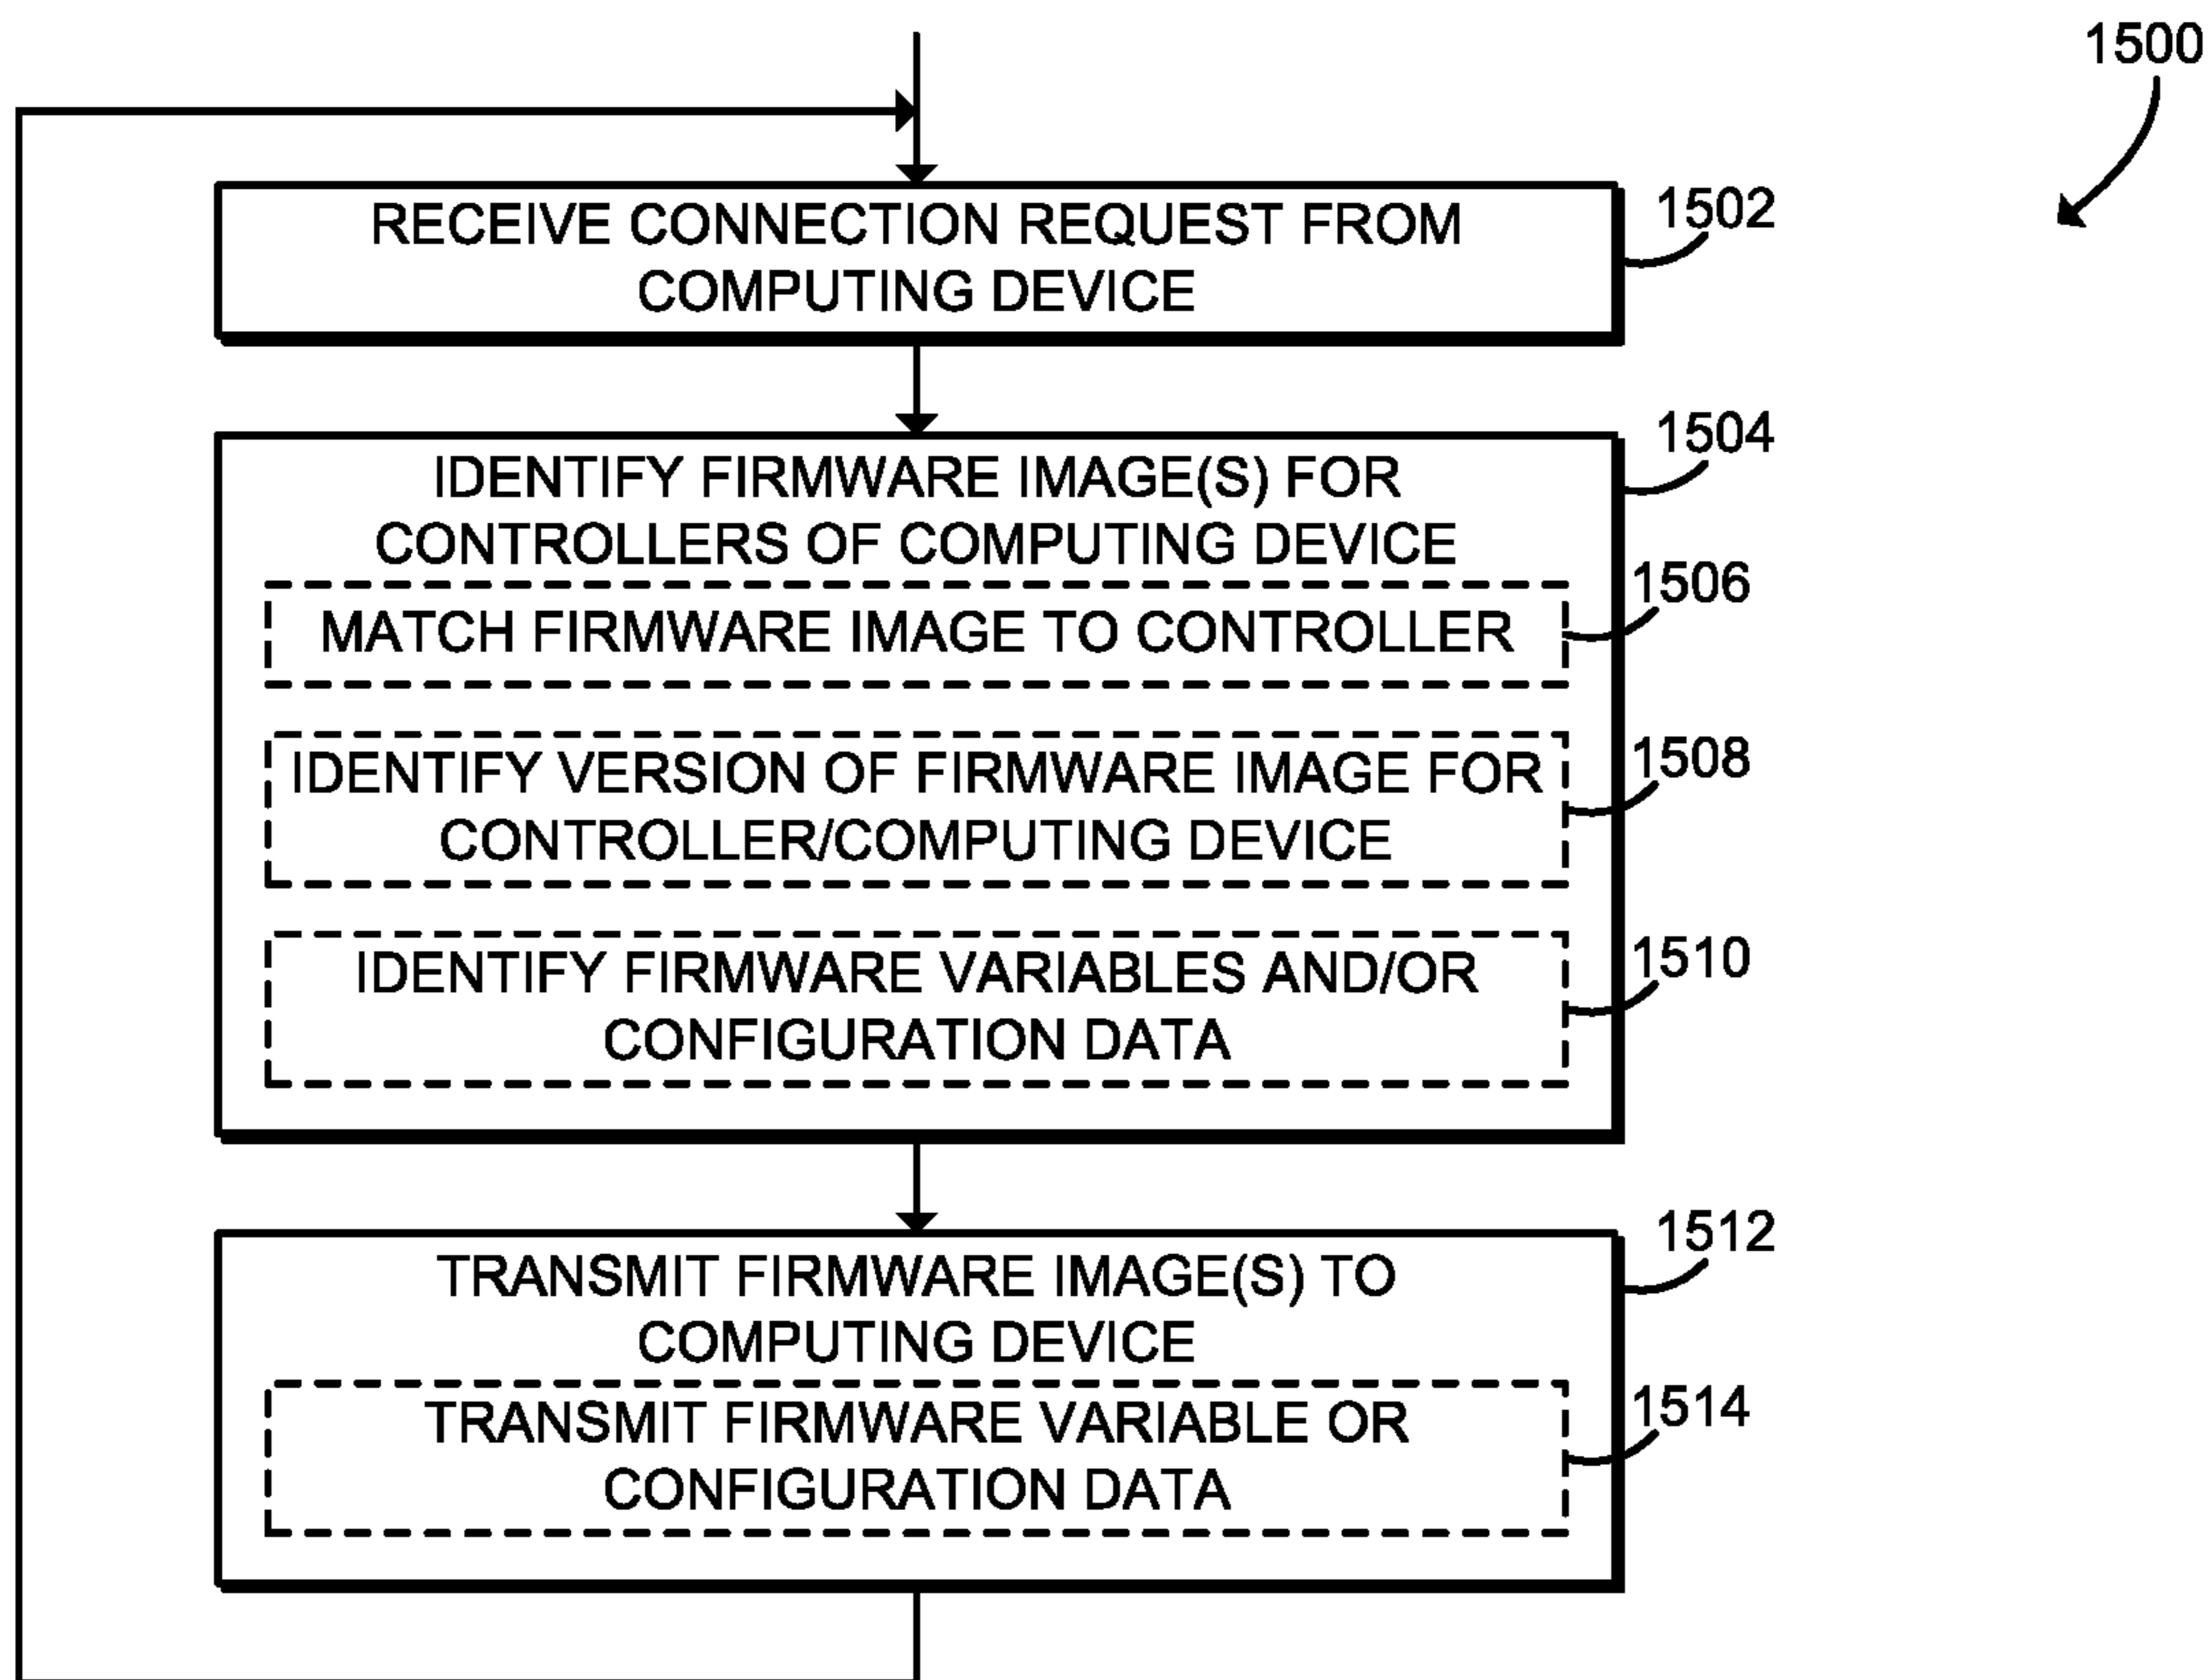 1500
RECEIVE CONNECTION REQUEST FROM
COMPUTING DEVICE
1502
IDENTIFY FIRMWARE IMAGE(S) FOR
CONTROLLERS OF COMPUTING DEVICE
1504
MATCH FIRMWARE IMAGE TO CONTROLLER
1506
IDENTIFY VERSION OF FIRMWARE IMAGE FOR
CONTROLLER/COMPUTING DEVICE
1508
IDENTIFY FIRMWARE VARIABLES AND/OR
CONFIGURATION DATA
1510
TRANSMIT FIRMWARE IMAGE(S) TO
COMPUTING DEVICE
1512
TRANSMIT FIRMWARE VARIABLE OR
CONFIGURATION DATA
1514